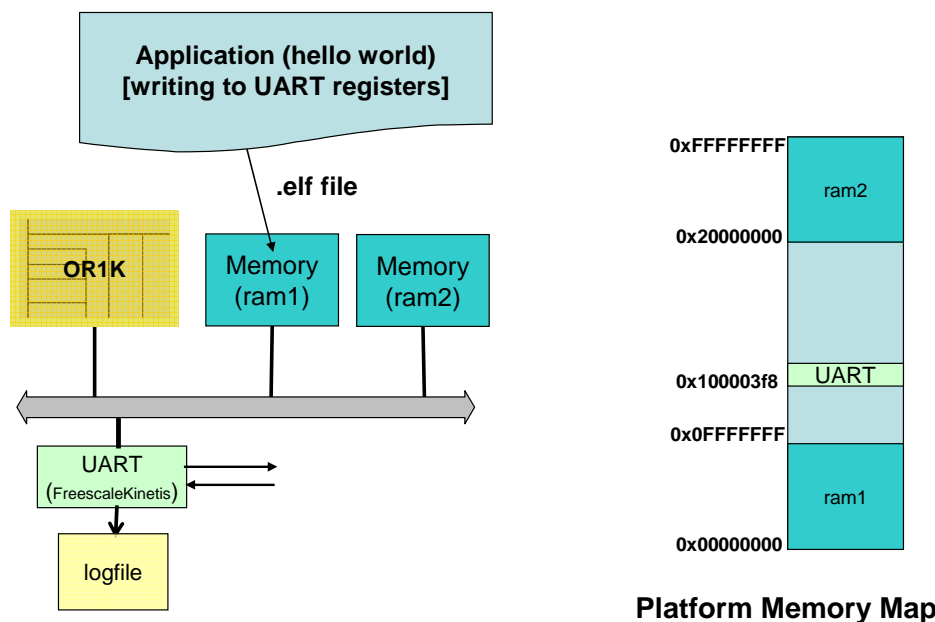 Application (hello world)
[writing to UART registers]
.elf file
OR1K
Memory
(ram1)
Memory
(ram2)
UART
(FreescaleKinetis)
logfile
0xFFFFFFFF
ram2
0x20000000
0x100003f8
UART
0x0FFFFFFF
ram1
0x00000000
Platform Memory Map